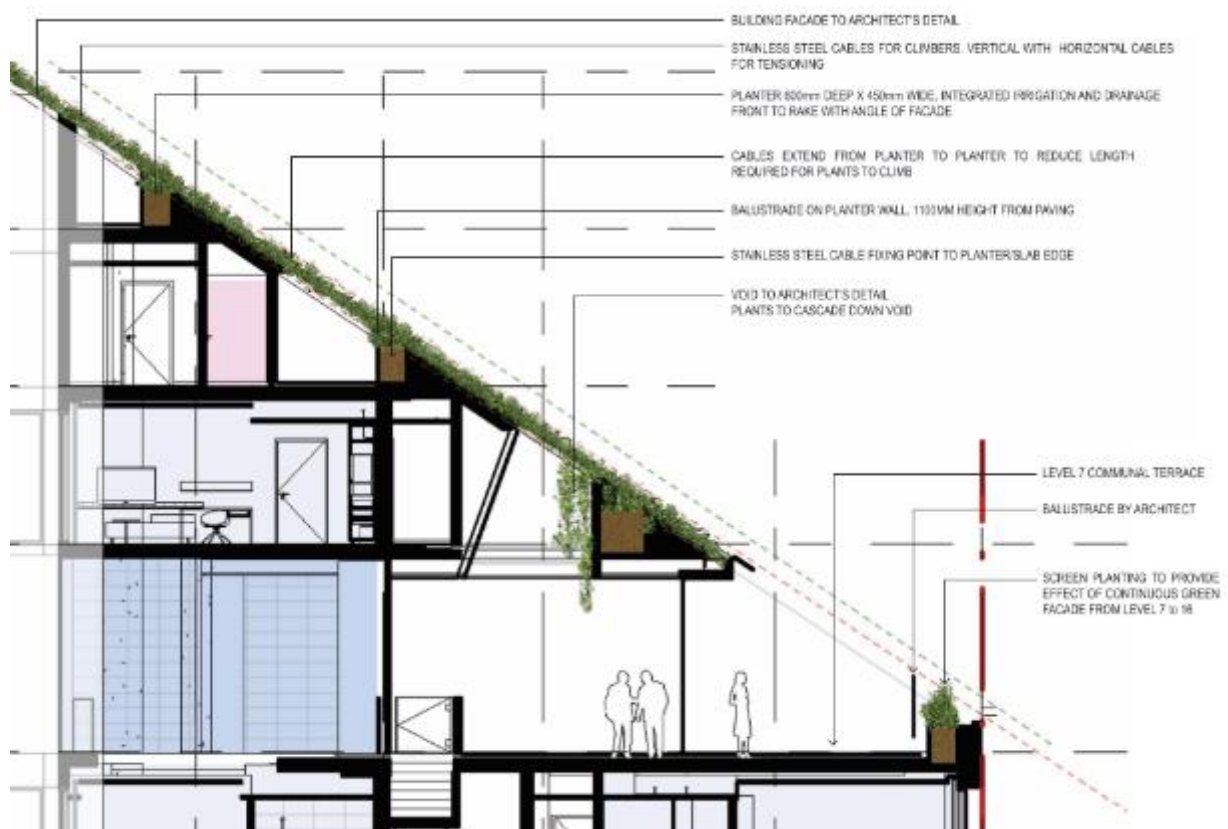 BUILDING FACADE TO ARCHITECT'S DETAIL
STAINLESS STEEL CABLES FOR CLIMBERS. VERTICAL WITH HORIZONTAL CABLES
FOR TENSIONING
PLANTER 800mm DEEP X 450mm WIDE, INTEGRATED IRRIGATION AND DRAINAGE
FRONT TO RAKE WITH ANGLE OF FACADE
CABLES EXTEND FROM PLANTER TO PLANTER TO REDUCE LENGTH
REQUIRED FOR PLANTS TO CLIMB
BALUSTRADE ON PLANTER WALL, 1100MM HEIGHT FROM PAVING
STAINLESS STEEL CABLE FIXING POINT TO PLANTER/SLAB EDGE
VOID TO ARCHITECT'S DETAIL
PLANTS TO CASCADE DOWN VOID
LEVEL 7 COMMUNAL TERRACE
BALUSTRADE BY ARCHITECT
SCREEN PLANTING TO PROVIDE
EFFECT OF CONTINUOUS GREEN
FACADE FROM LEVEL 7 to 16